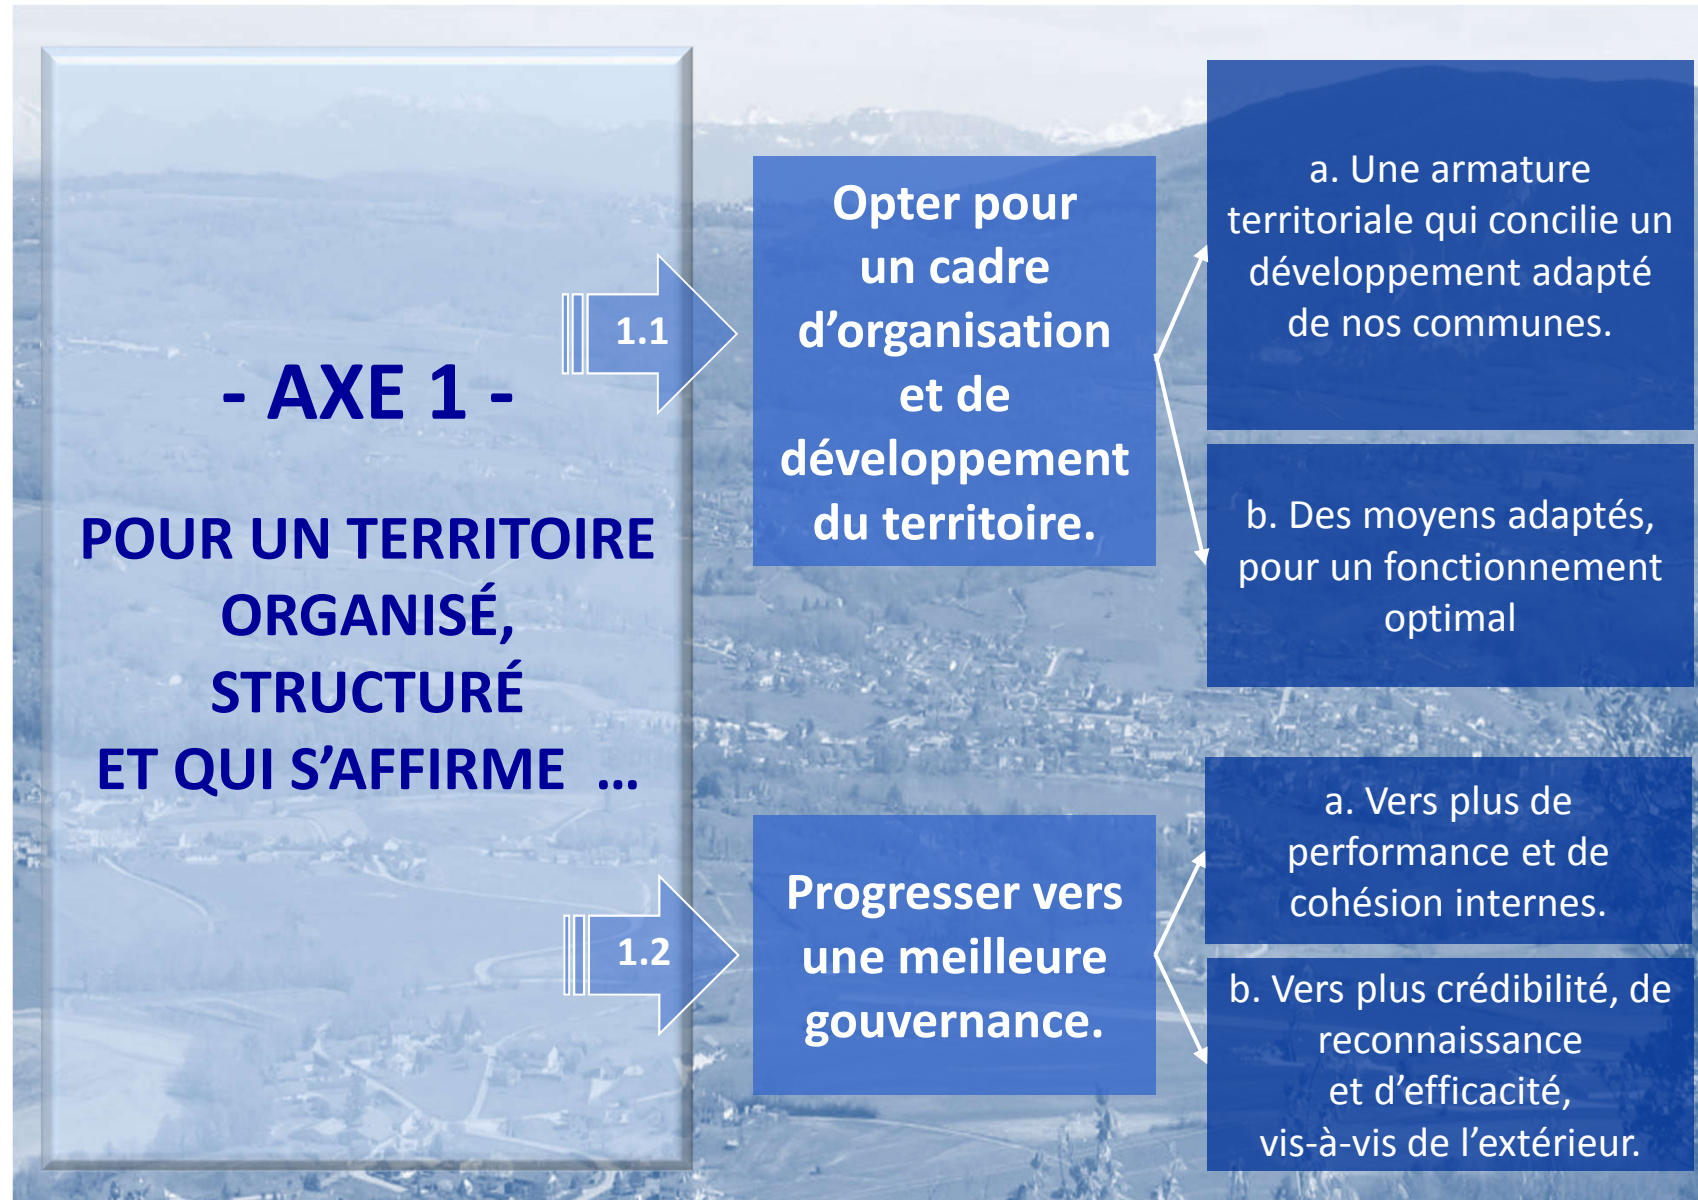 - AXE 1 -
POUR UN TERRITOIRE
ORGANISÉ,
STRUCTURÉ
ET QUI S’AFFIRME …
1.1
Opter pour
un cadre
d’organisation
et de
développement
du territoire.
a. Une armature
territoriale qui concilie un
développement adapté
de nos communes.
b. Des moyens adaptés,
pour un fonctionnement
optimal
1.2
Progresser vers
une meilleure
gouvernance.
a. Vers plus de
performance et de
cohésion internes.
b. Vers plus crédibilité, de
reconnaissance
et d’efficacité,
vis-à-vis de l’extérieur.